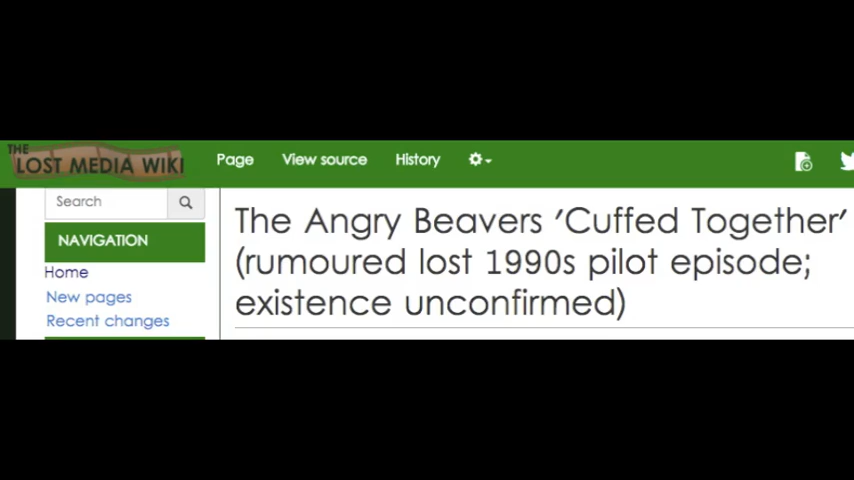 THE
LOST MEDIA WIKI
Page View source History
Search
NAVIGATION
Home
New pages
Recent changes
The Angry Beavers 'Cuffed Together'
(rumoured lost 1990s pilot episode;
existence unconfirmed)